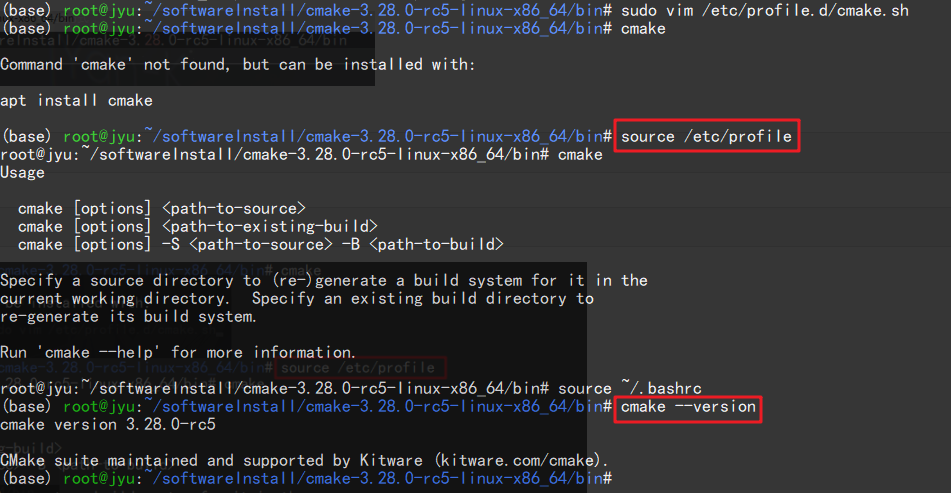 (base) root@jyu:~/softwareInstall/cmake-3.28.0-rc5-linux-x86_64/bin# sudo vim /etc/profile.d/cmake.sh
(base) root@jyu:~/softwareInstall/cmake-3.28.0-rc5-linux-x86_64/bin# cmake
Command 'cmake' not found, but can be installed with:
apt install cmake
(base) root@jyu:~/softwareInstall/cmake-3.28.0-rc5-linux-x86_64/bin# source /etc/profile
root@jyu:~/softwareInstall/cmake-3.28.0-rc5-linux-x86_64/bin# cmake
Usage
cmake [options] <path-to-source>
cmake [options] <path-to-existing-build>
cmake [options] -S <path-to-source> -B <path-to-build>
Specify a source directory to (re-)generate a build system for it in the
current working directory.  Specify an existing build directory to
re-generate its build system.
Run 'cmake --help' for more information.
root@jyu:~/softwareInstall/cmake-3.28.0-rc5-linux-x86_64/bin# source ~/.bashrc
(base) root@jyu:~/softwareInstall/cmake-3.28.0-rc5-linux-x86_64/bin# cmake --version
cmake version 3.28.0-rc5
CMake suite maintained and supported by Kitware (kitware.com/cmake).
(base) root@jyu:~/softwareInstall/cmake-3.28.0-rc5-linux-x86_64/bin#